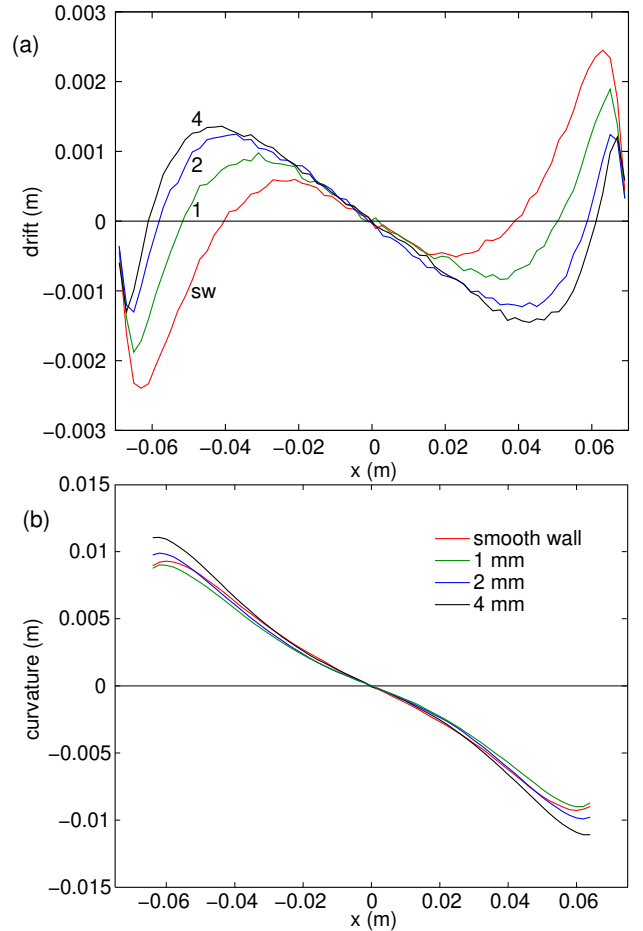 (a)
0.003
0.002
0.001
0
−0.001
−0.002
−0.003
drift (m)
4
2
1
sw
−0.06 −0.04 −0.02 0 0.02 0.04 0.06
x (m)
(b)
0.015
0.01
0.005
0
−0.005
−0.01
−0.015
curvature (m)
smooth wall
1 mm
2 mm
4 mm
−0.06 −0.04 −0.02 0 0.02 0.04 0.06
x (m)